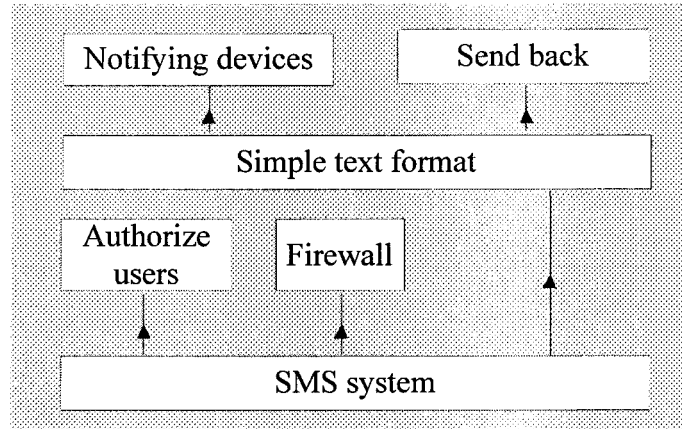 Notifying devices
Send back
Simple text format
Authorize
users
Firewall
SMS system